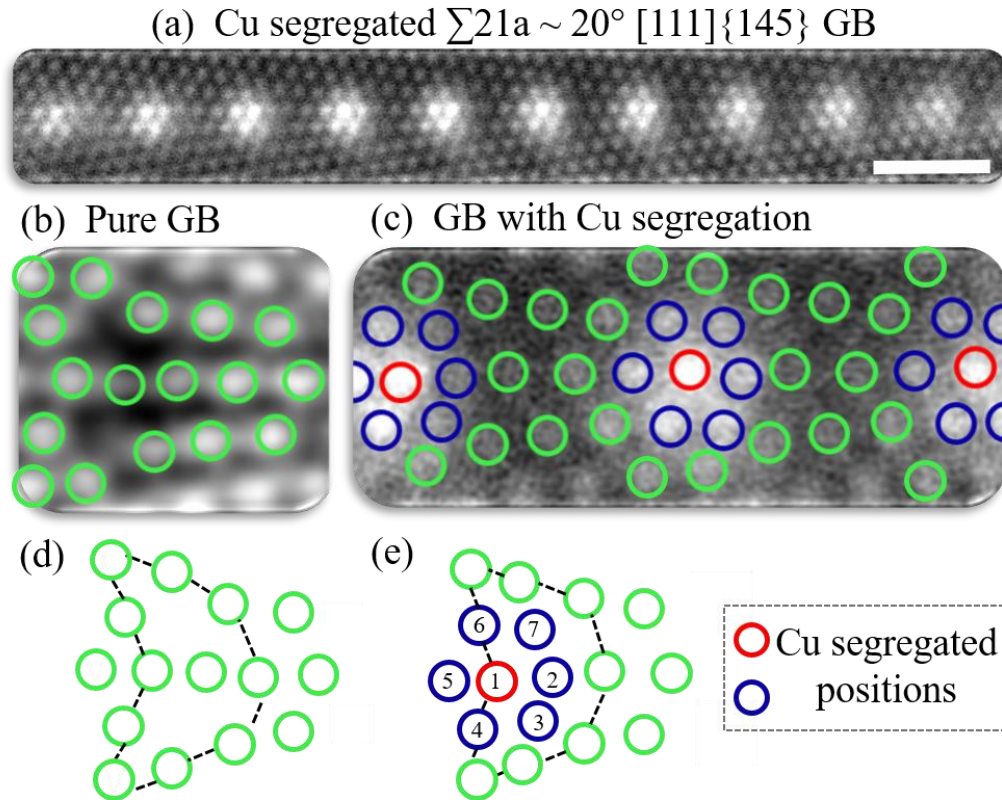 (a) Cu segregated ∑21a ~ 20° [111]{145} GB
(b) Pure GB
(c) GB with Cu segregation
(d)
(e)
6
7
5
1
2
4
3
Cu segregated
positions